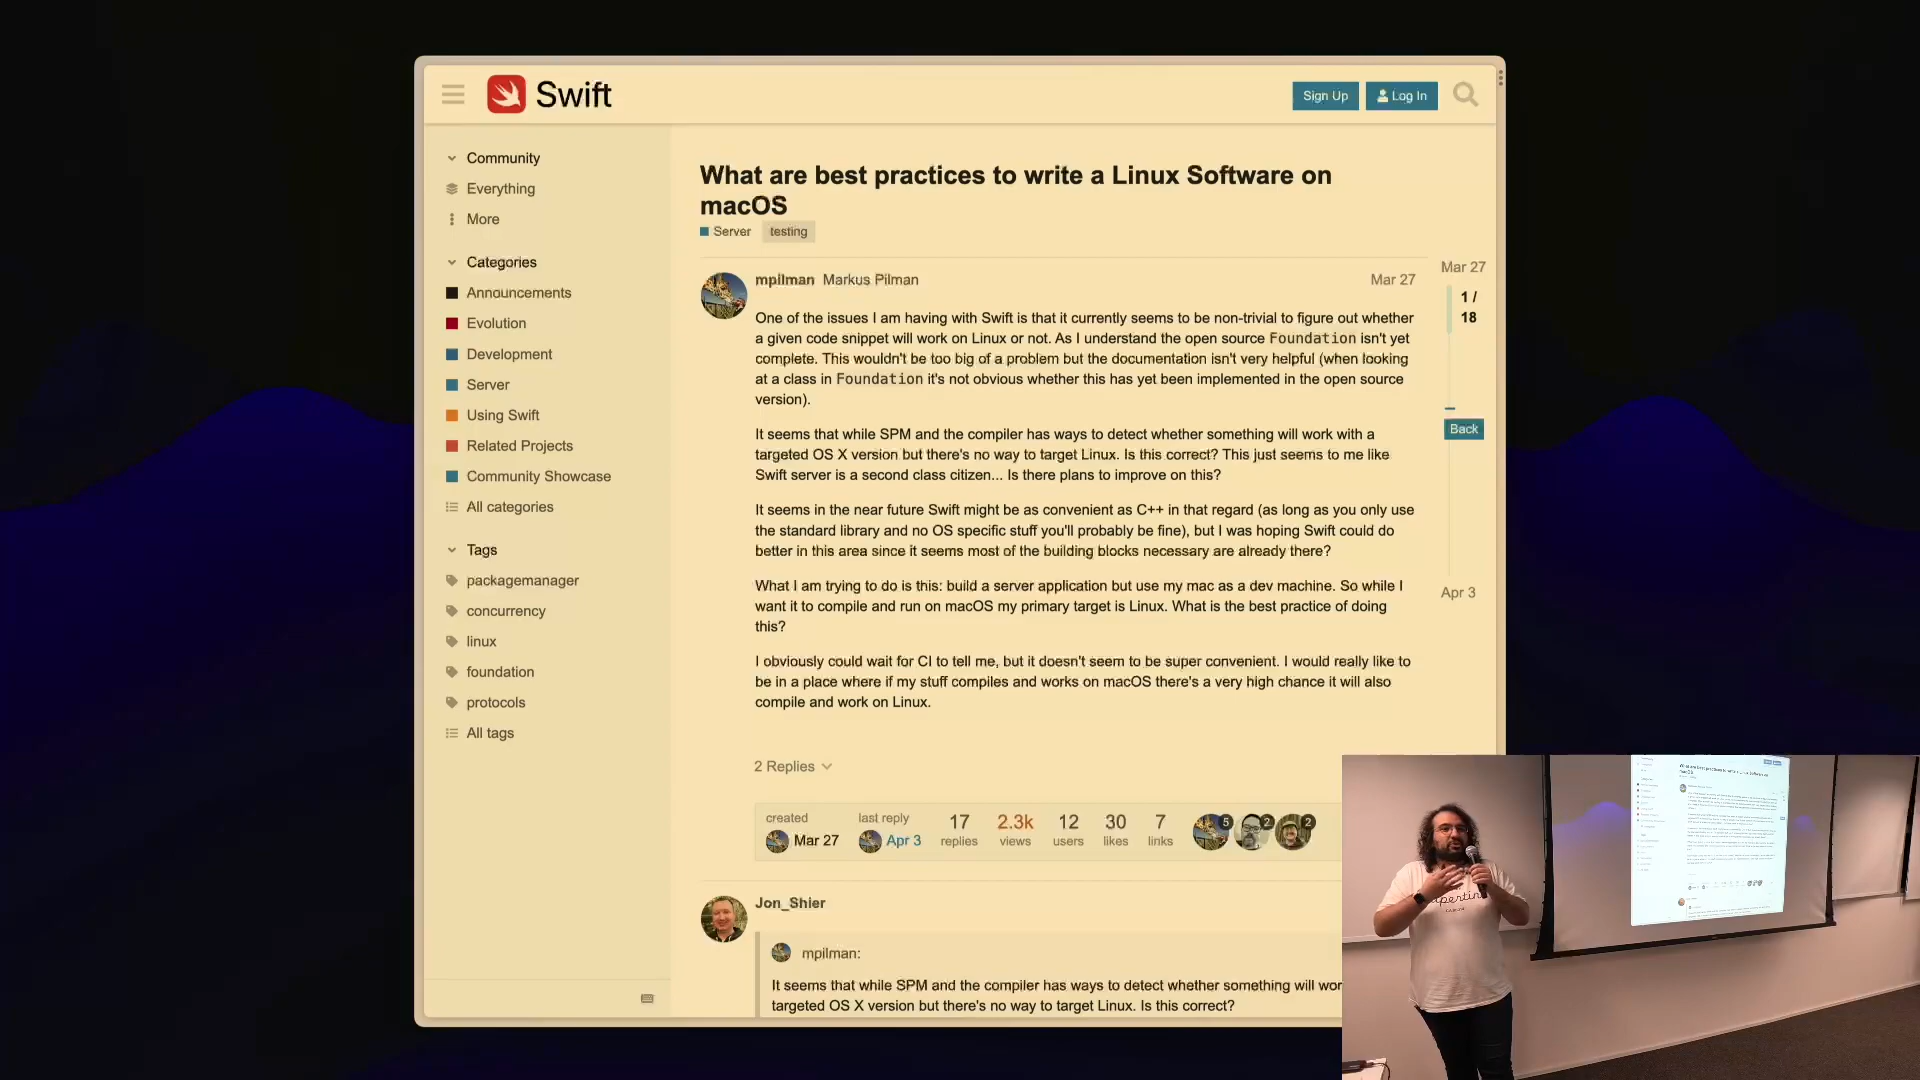 Swift
Sign Up
Log In
Community
Everything
More
Categories
Announcements
Evolution
Development
Server
Using Swift
Related Projects
Community Showcase
All categories
Tags
packagemanager
concurrency
linux
foundation
protocols
All tags
What are best practices to write a Linux Software on
macOS
Server testing
mpilman Markus Pilman Mar 27
One of the issues I am having with Swift is that it currently seems to be non-trivial to figure out whether
a given code snippet will work on Linux or not. As I understand the open source Foundation isn't yet
complete. This wouldn't be too big of a problem but the documentation isn't very helpful (when looking
at a class in Foundation it's not obvious whether this has yet been implemented in the open source
version).
It seems that while SPM and the compiler has ways to detect whether something will work with a
targeted OS X version but there's no way to target Linux. Is this correct? This just seems to me like
Swift server is a second class citizen... Is there plans to improve on this?
It seems in the near future Swift might be as convenient as C++ in that regard (as long as you only use
the standard library and no OS specific stuff you'll probably be fine), but I was hoping Swift could do
better in this area since it seems most of the building blocks necessary are already there?
What I am trying to do is this: build a server application but use my mac as a dev machine. So while I
want it to compile and run on macOS my primary target is Linux. What is the best practice of doing
this?
I obviously could wait for CI to tell me, but it doesn't seem to be super convenient. I would really like to
be in a place where if my stuff compiles and works on macOS there's a very high chance it will also
compile and work on Linux.
2 Replies
created last reply 17 2.3k 12 30 7 5 2 2
Mar 27 Apr 3 replies views users likes links
Jon_Shier
mpilman:
It seems that while SPM and the compiler has ways to detect whether something will wor
targeted OS X version but there's no way to target Linux. Is this correct?
Mar 27
1 /
18
Back
Apr 3